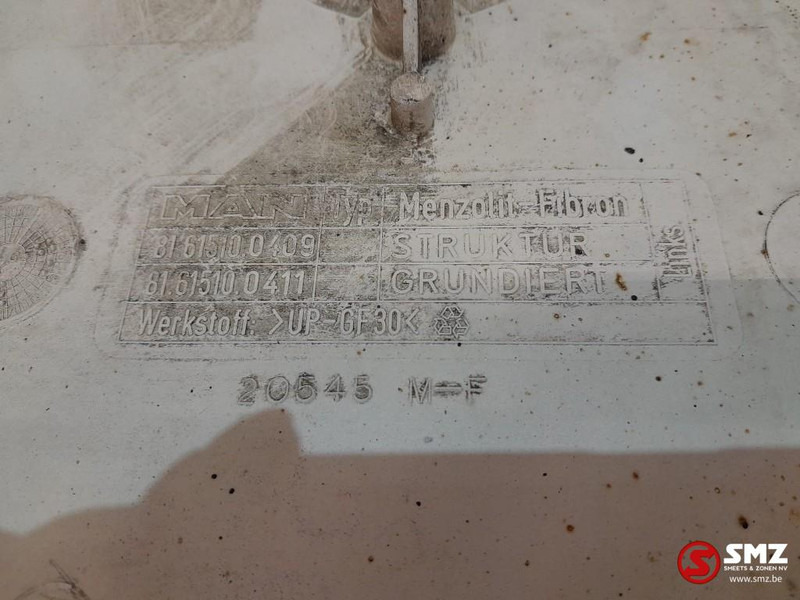 MAN Typ Menzolit-Fibron
81.61510.0409 STRUKTUR
81.61510.0411 GRUNDIERT
Links
Werkstoff: >UP-GF30<
20545 M-F
SMZ
SMEETS & ZONEN NV
www.smz.be